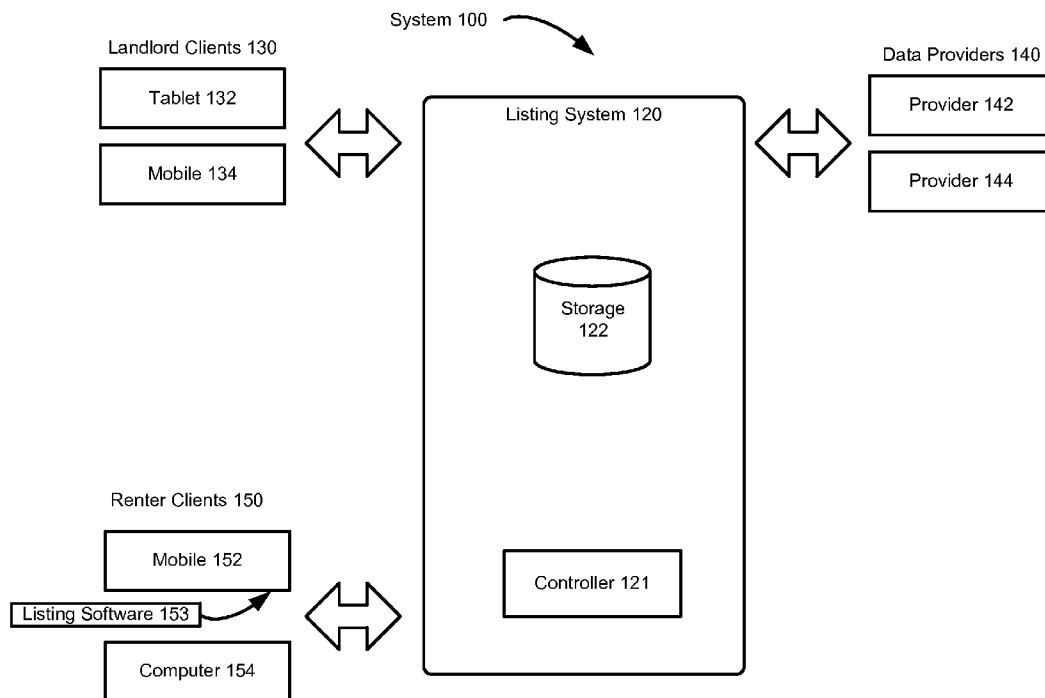 System 100
Landlord Clients 130
Tablet 132
Mobile 134
Listing System 120
Data Providers 140
Provider 142
Provider 144
Storage
122
Renter Clients 150
Mobile 152
Listing Software 153
Computer 154
Controller 121